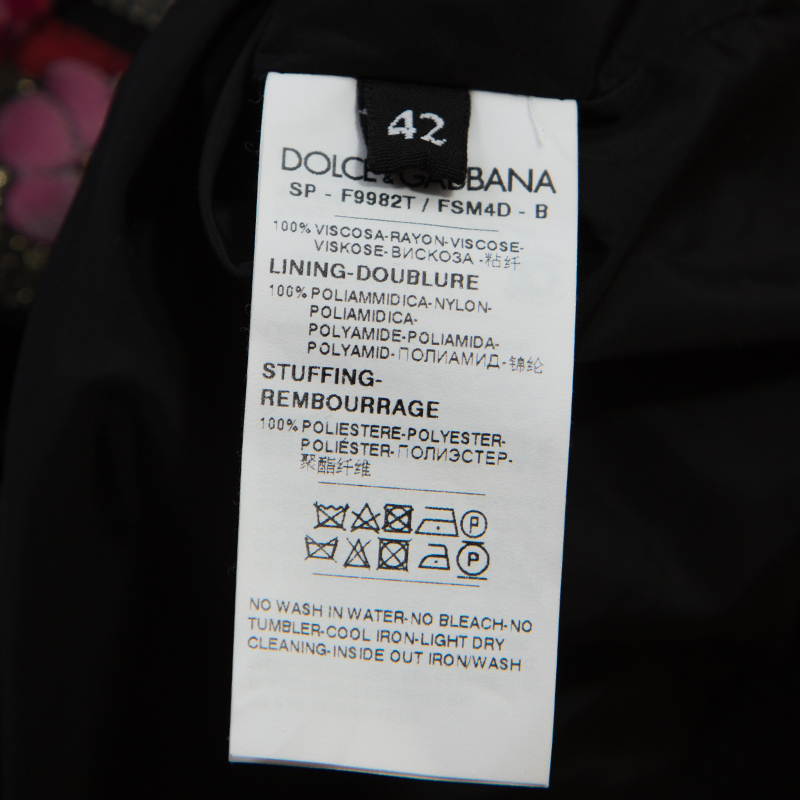 42
DOLCE & GABBANA
SP - F9982T / FSM4D - B
100% VISCOSA-RAYON-VISCOSE-
VISKOSE-ВИСКОЗА -粘纤
LINING-DOUBLURE
100% POLIAMMIDICA-NYLON-
POLIAMIDICA-
POLYAMIDE-POLIAMIDA-
POLYAMID-ПОЛИАМИД-锦纶
STUFFING-
REMBOURRAGE
100% POLIESTERE-POLYESTER-
POLIÉSTER-ПОЛИЭСТЕР-
聚酯纤维
P
P
NO WASH IN WATER-NO BLEACH-NO
TUMBLER-COOL IRON-LIGHT DRY
CLEANING-INSIDE OUT IRON/WASH